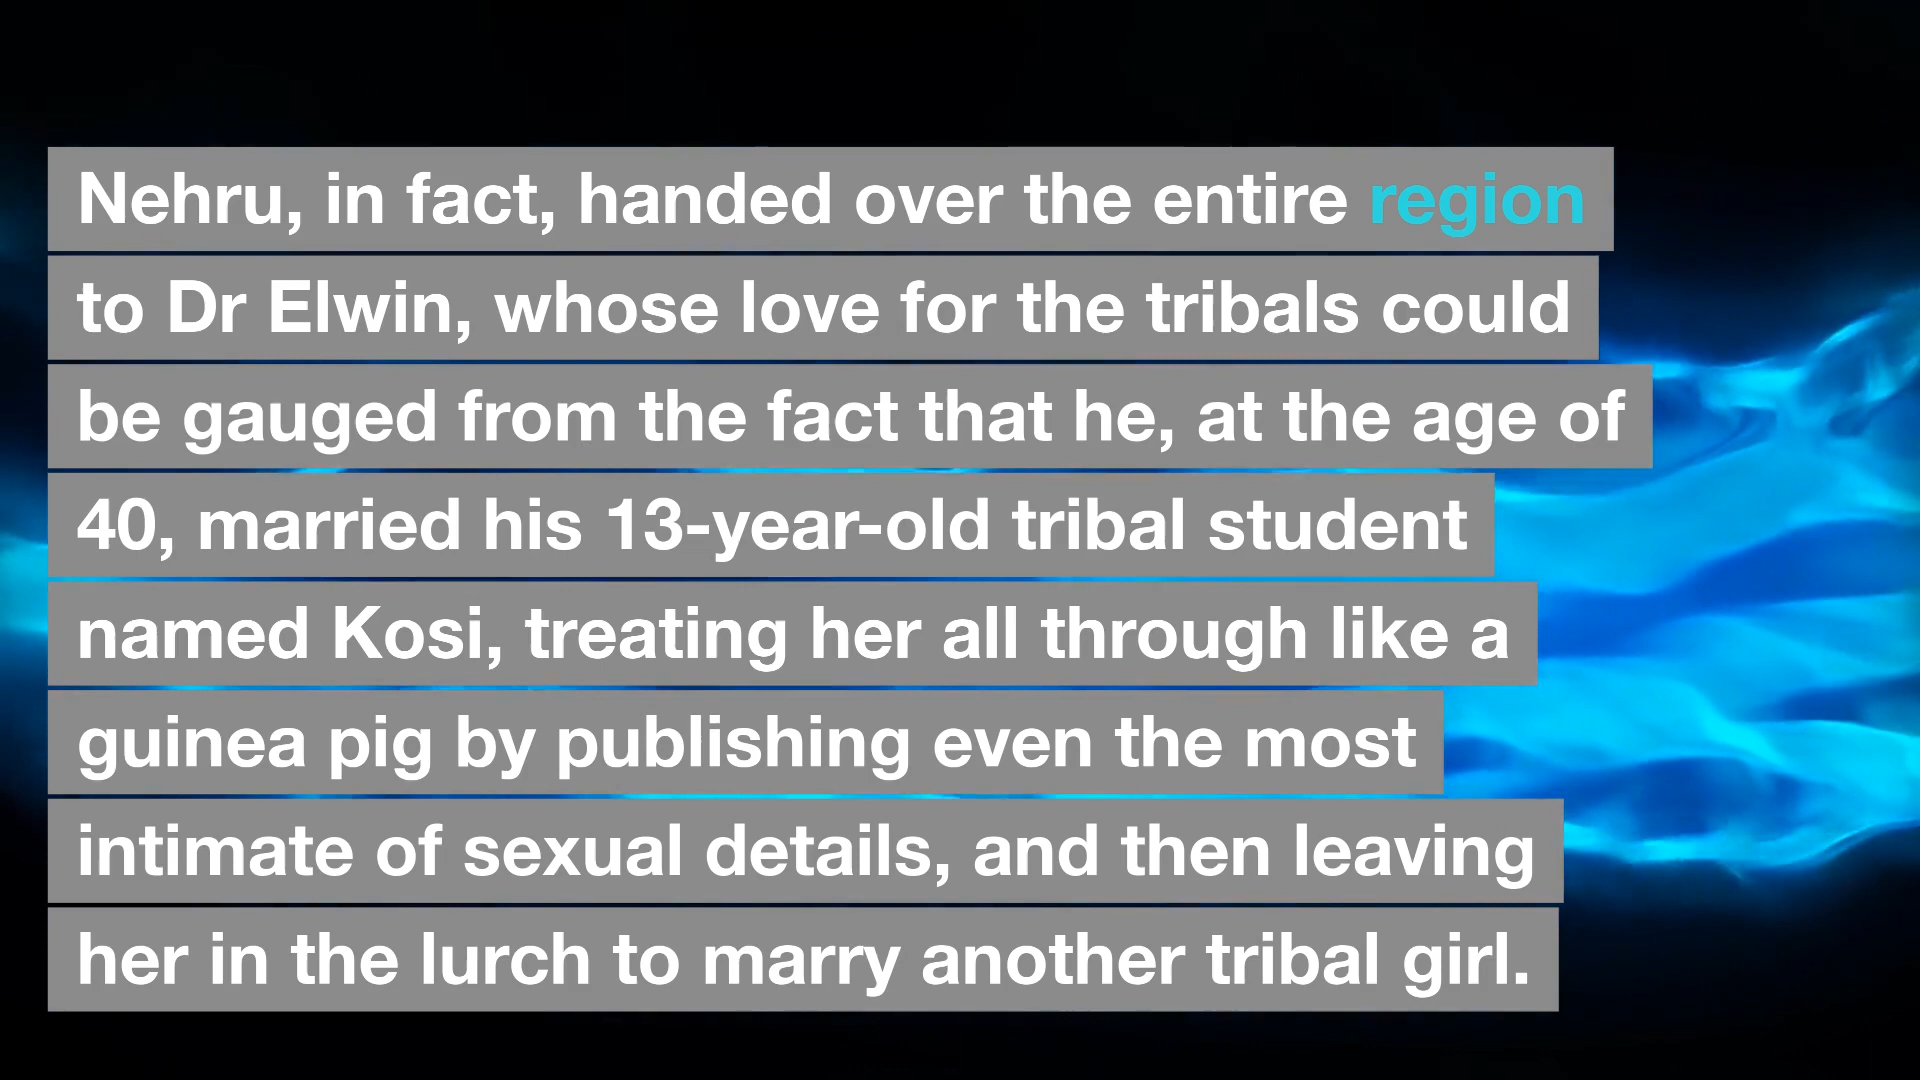 Nehru, in fact, handed over the entire region
to Dr Elwin, whose love for the tribals could
be gauged from the fact that he, at the age of
40, married his 13-year-old tribal student
named Kosi, treating her all through like a
guinea pig by publishing even the most
intimate of sexual details, and then leaving
her in the lurch to marry another tribal girl.